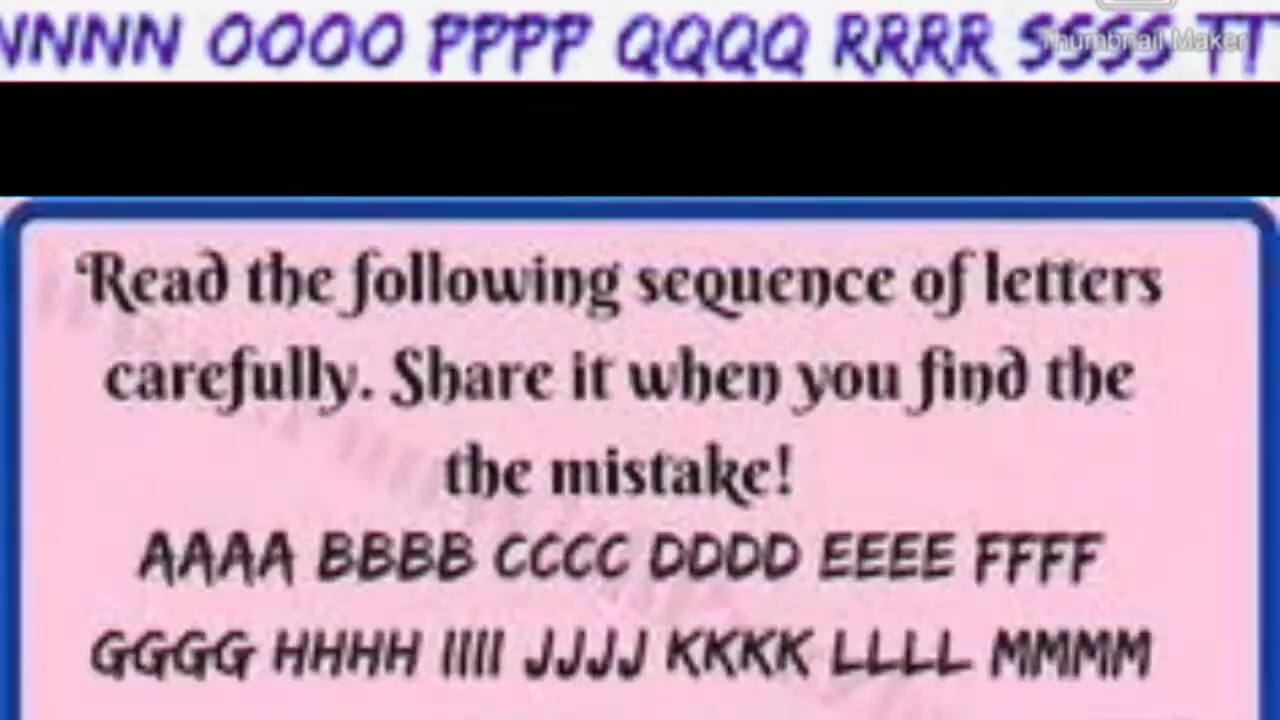 NNNN OOOO PPPP QQQQ RRRR SSSS TT
Thumbnail Maker
Read the following sequence of letters
carefully. Share it when you find the
the mistake!
AAAA BBBB CCCC DDDD EEEE FFFF
GGGG HHHH IIII JJJJ KKKK LLLL MMMM